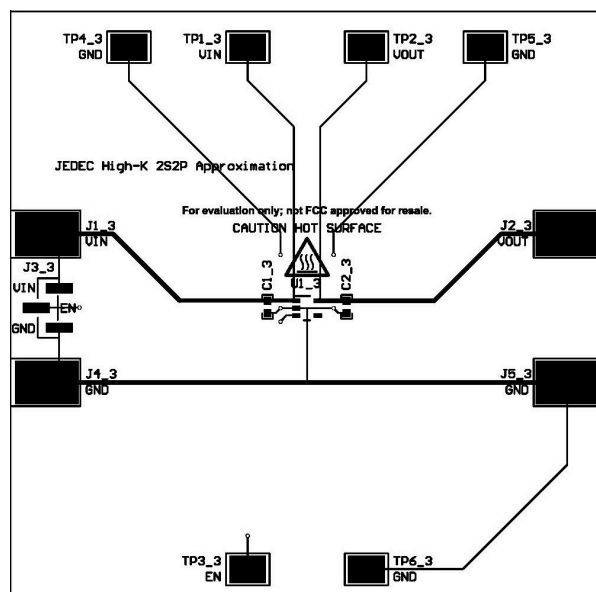 TP4_3
GND
TP1_3
VIN
TP2_3
VOUT
TP5_3
GND
JEDEC High-K 2S2P Approximation
For evaluation only; not FCC approved for resale.
CAUTION HOT SURFACE
J1_3
VIN
J2_3
VOUT
J3_3
VIN
EN
GND
C1_3
U1_3
C2_3
J4_3
GND
J5_3
GND
TP3_3
EN
TP6_3
GND